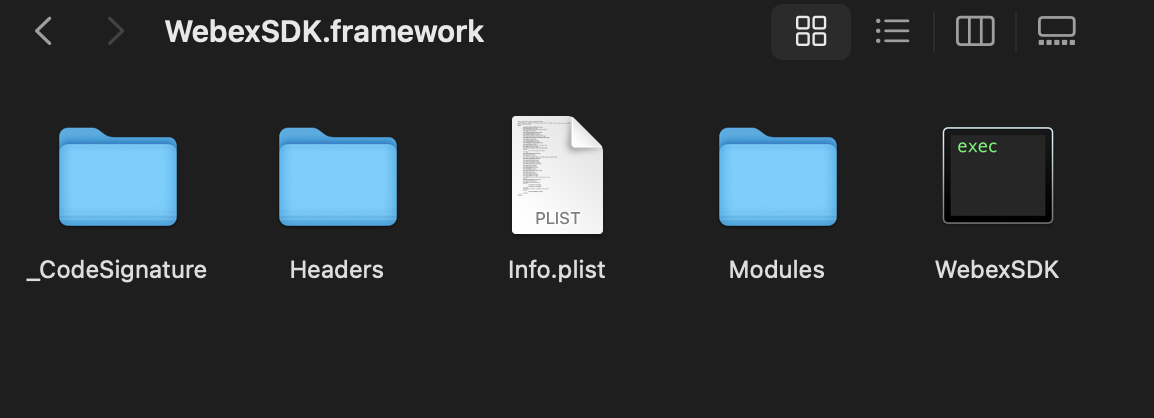 WebexSDK.framework
exec
PLIST
_CodeSignature
Headers
Info.plist
Modules
WebexSDK